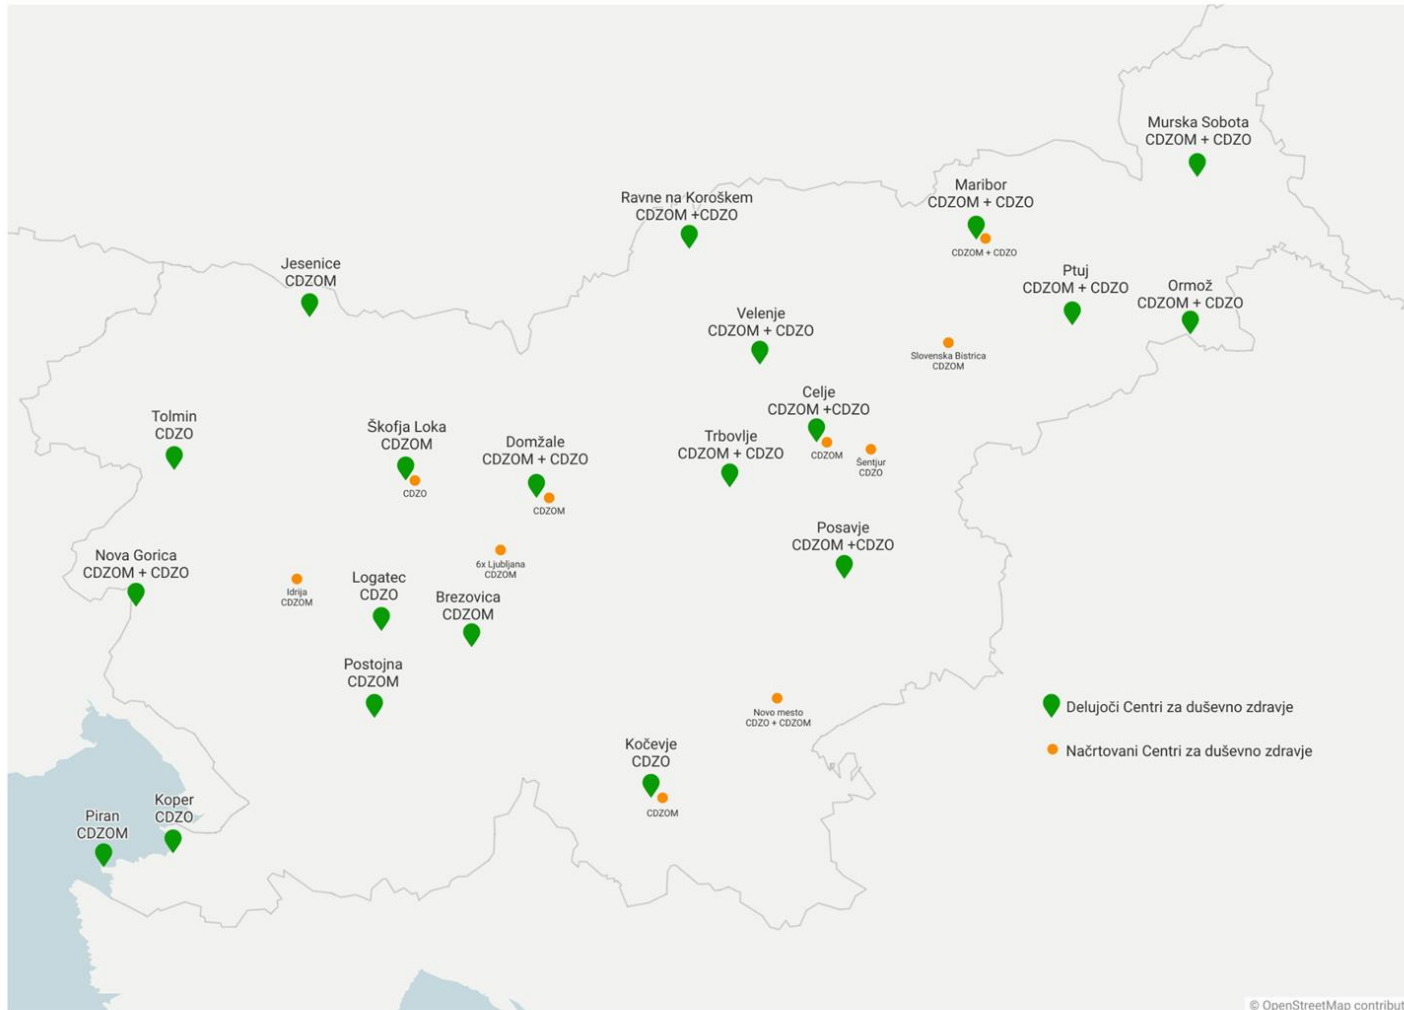 Murska Sobota
CDZOM + CDZO
Maribor
CDZOM + CDZO
CDZOM + CDZO
Ravne na Koroškem
CDZOM +CDZO
Jesenice
CDZOM
Ptuj
CDZOM + CDZO
Ormož
CDZOM + CDZO
Velenje
CDZOM + CDZO
Slovenska Bistrica
CDZOM
Celje
CDZOM +CDZO
CDZOM
Šentjur
CDZO
Tolmin
CDZO
Škofja Loka
CDZOM
CDZO
Domžale
CDZOM + CDZO
CDZOM
Trbovlje
CDZOM + CDZO
Posavje
CDZOM +CDZO
Nova Gorica
CDZOM + CDZO
6x Ljubljana
CDZOM
Idrija
CDZOM
Logatec
CDZO
Brezovica
CDZOM
Postojna
CDZOM
Novo mesto
CDZO + CDZOM
Delujoči Centri za duševno zdravje
Načrtovani Centri za duševno zdravje
Kočevje
CDZO
CDZOM
Koper
CDZO
Piran
CDZOM
© OpenStreetMap contribut